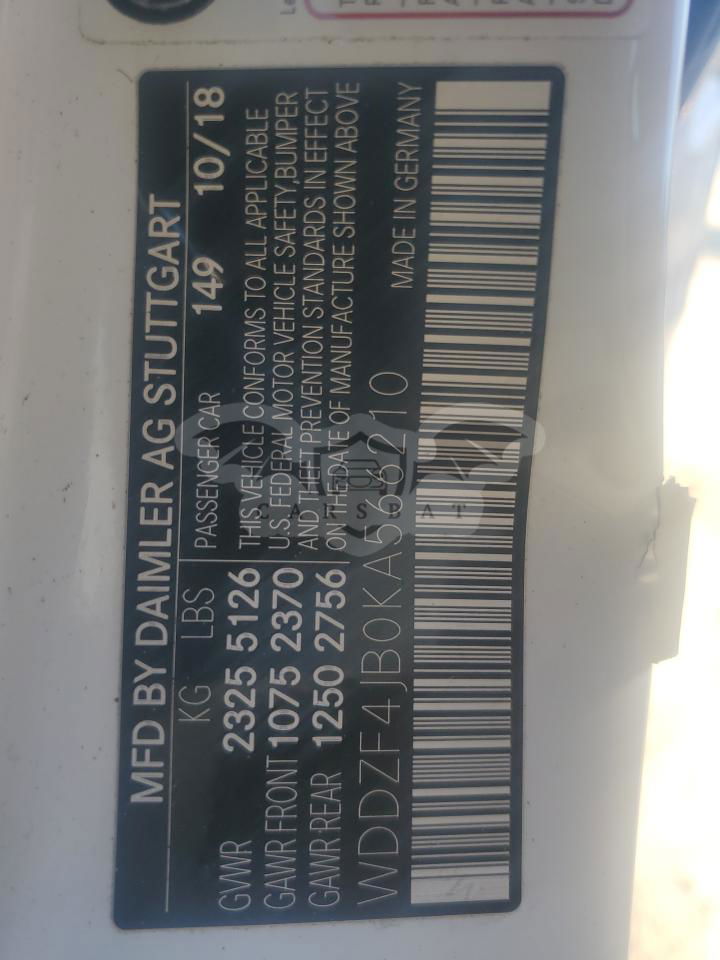 MFD BY DAIMLER AG STUTTGART
KG LBS
GVWR 2325 5126
GAWR FRONT 1075 2370
GAWR REAR 1250 2756
PASSENGER CAR 149 10/18
THIS VEHICLE CONFORMS TO ALL APPLICABLE
U.S. FEDERAL MOTOR VEHICLE SAFETY,BUMPER
AND THEFT PREVENTION STANDARDS IN EFFECT
ON THE DATE OF MANUFACTURE SHOWN ABOVE
WDDZF4JB0KA566210
MADE IN GERMANY
CARSBAT